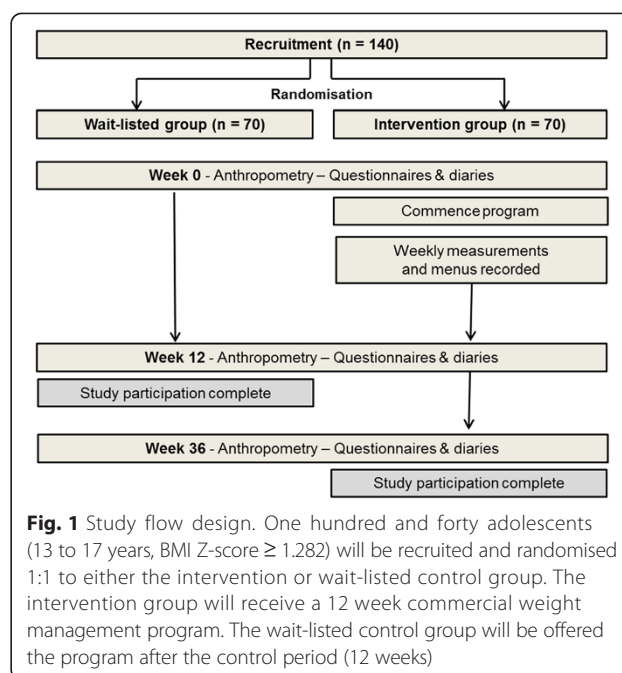 Recruitment (n = 140)
Randomisation
Wait-listed group (n = 70)
Intervention group (n = 70)
Week 0 - Anthropometry – Questionnaires & diaries
Commence program
Weekly measurements
and menus recorded
Week 12 - Anthropometry – Questionnaires & diaries
Study participation complete
Week 36 - Anthropometry – Questionnaires & diaries
Study participation complete
Fig. 1 Study flow design. One hundred and forty adolescents
(13 to 17 years, BMI Z-score ≥ 1.282) will be recruited and randomised
1:1 to either the intervention or wait-listed control group. The
intervention group will receive a 12 week commercial weight
management program. The wait-listed control group will be offered
the program after the control period (12 weeks)